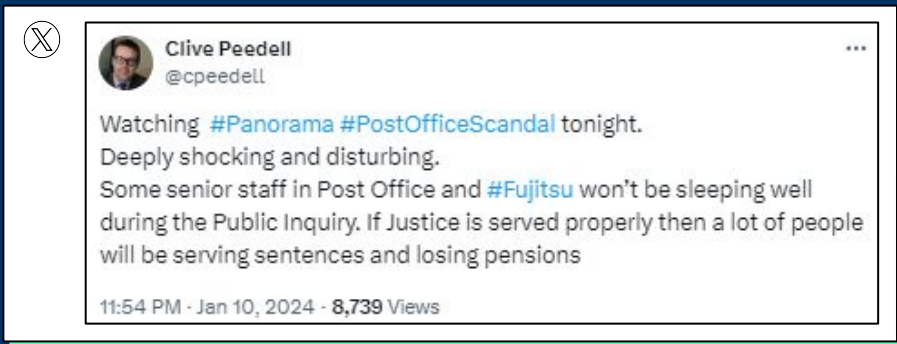 Clive Peedell
@cpeedell
Watching #Panorama #PostOfficeScandal tonight.
Deeply shocking and disturbing.
Some senior staff in Post Office and #Fujitsu won't be sleeping well
during the Public Inquiry. If Justice is served properly then a lot of people
will be serving sentences and losing pensions
11:54 PM · Jan 10, 2024 · 8,739 Views